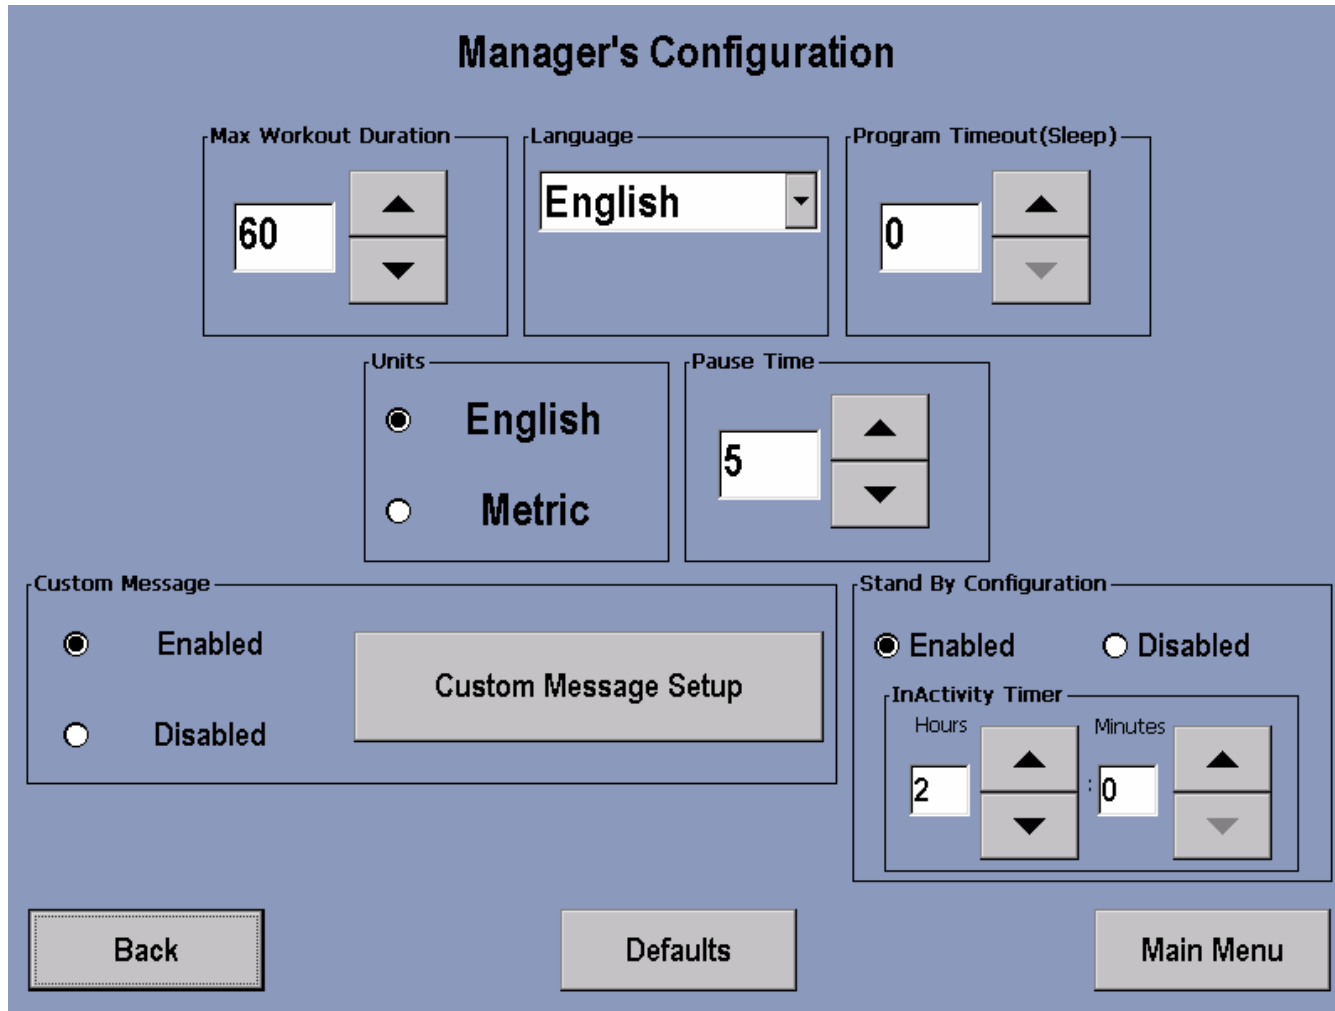 Manager's Configuration
Max Workout Duration
Language
Program Timeout(Sleep)
60
English
0
Units
Pause Time
English
5
Metric
Custom Message
Stand By Configuration
Enabled
Custom Message Setup
Disabled
Enabled
Disabled
InActivity Timer
Hours
Minutes
2
:
0
Back
Defaults
Main Menu